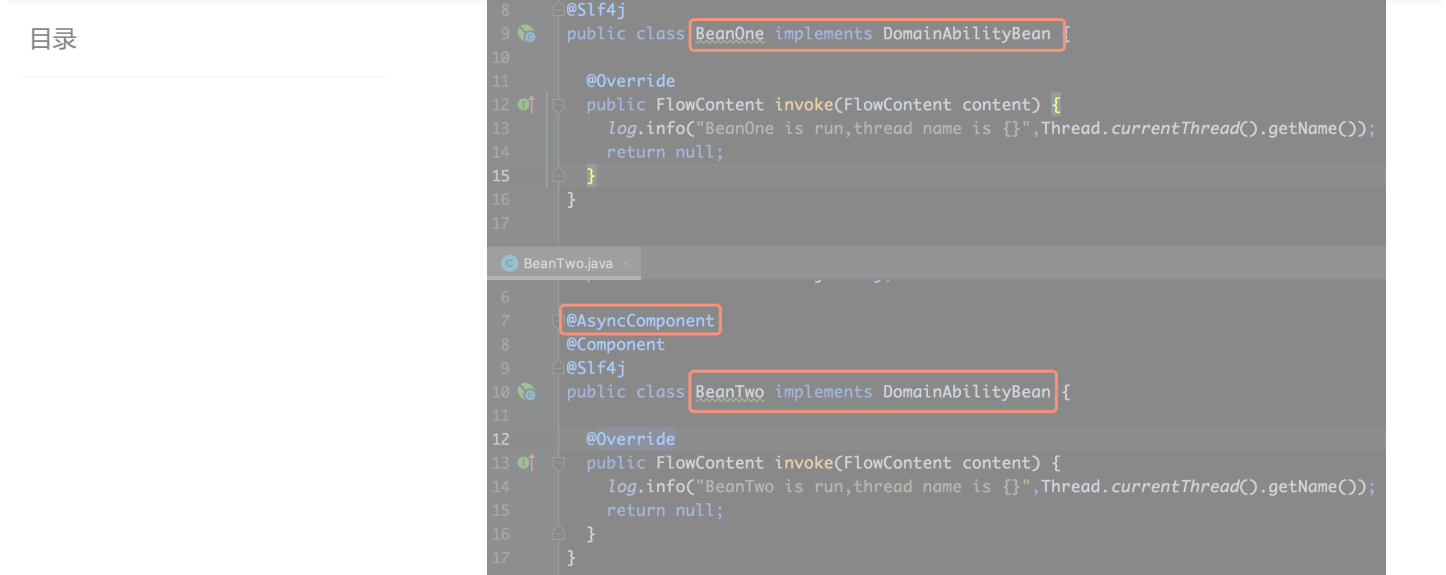 目录
8 @Slf4j
9 public class BeanOne implements DomainAbilityBean {
10
11 @Override
12 public FlowContent invoke(FlowContent content) {
13 log.info("BeanOne is run,thread name is {}",Thread.currentThread().getName());
14 return null;
15 }
16 }
17
BeanTwo.java
6
7 @AsyncComponent
8 @Component
9 @Slf4j
10 public class BeanTwo implements DomainAbilityBean {
11
12 @Override
13 public FlowContent invoke(FlowContent content) {
14 log.info("BeanTwo is run,thread name is {}",Thread.currentThread().getName());
15 return null;
16 }
17 }